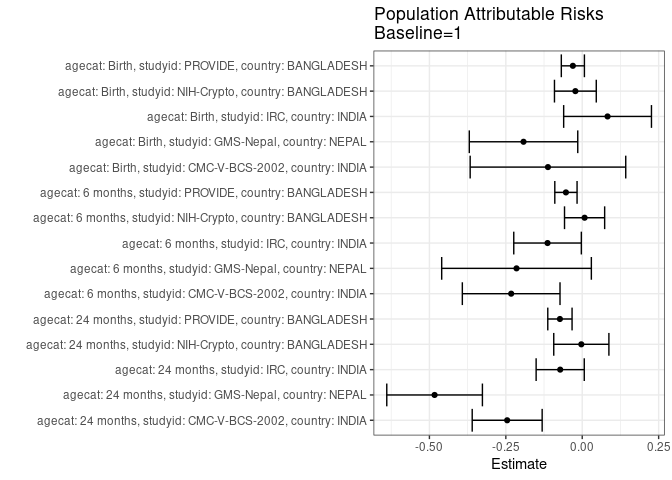 Population Attributable Risks
Baseline=1
agecat: Birth, studyid: PROVIDE, country: BANGLADESH
agecat: Birth, studyid: NIH-Crypto, country: BANGLADESH
agecat: Birth, studyid: IRC, country: INDIA
agecat: Birth, studyid: GMS-Nepal, country: NEPAL
agecat: Birth, studyid: CMC-V-BCS-2002, country: INDIA
agecat: 6 months, studyid: PROVIDE, country: BANGLADESH
agecat: 6 months, studyid: NIH-Crypto, country: BANGLADESH
agecat: 6 months, studyid: IRC, country: INDIA
agecat: 6 months, studyid: GMS-Nepal, country: NEPAL
agecat: 6 months, studyid: CMC-V-BCS-2002, country: INDIA
agecat: 24 months, studyid: PROVIDE, country: BANGLADESH
agecat: 24 months, studyid: NIH-Crypto, country: BANGLADESH
agecat: 24 months, studyid: IRC, country: INDIA
agecat: 24 months, studyid: GMS-Nepal, country: NEPAL
agecat: 24 months, studyid: CMC-V-BCS-2002, country: INDIA
-0.50 -0.25 0.00 0.25
Estimate